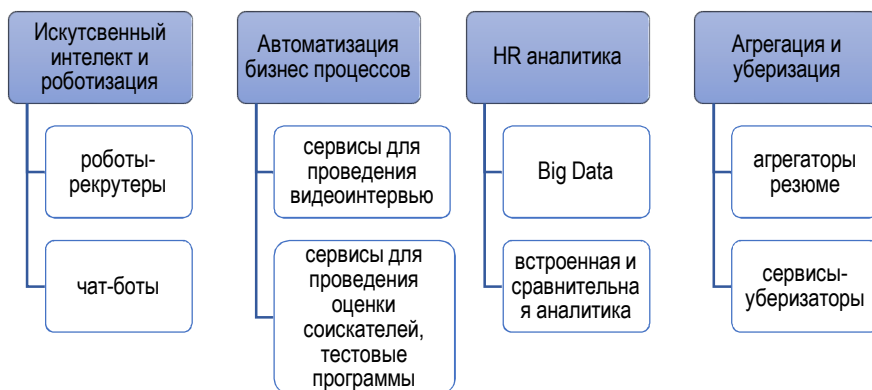 Искутсвенный
интелект и
роботизация
роботы-
рекрутеры
чат-боты
Автоматизация
бизнес процессов
сервисы для
проведения
видеоинтервью
сервисы для
проведения
оценки
соискателей,
тестовые
программы
HR аналитика
Big Data
встроенная и
сравнительна
я аналитика
Агрегация и
уберизация
агрегаторы
резюме
сервисы-
уберизаторы